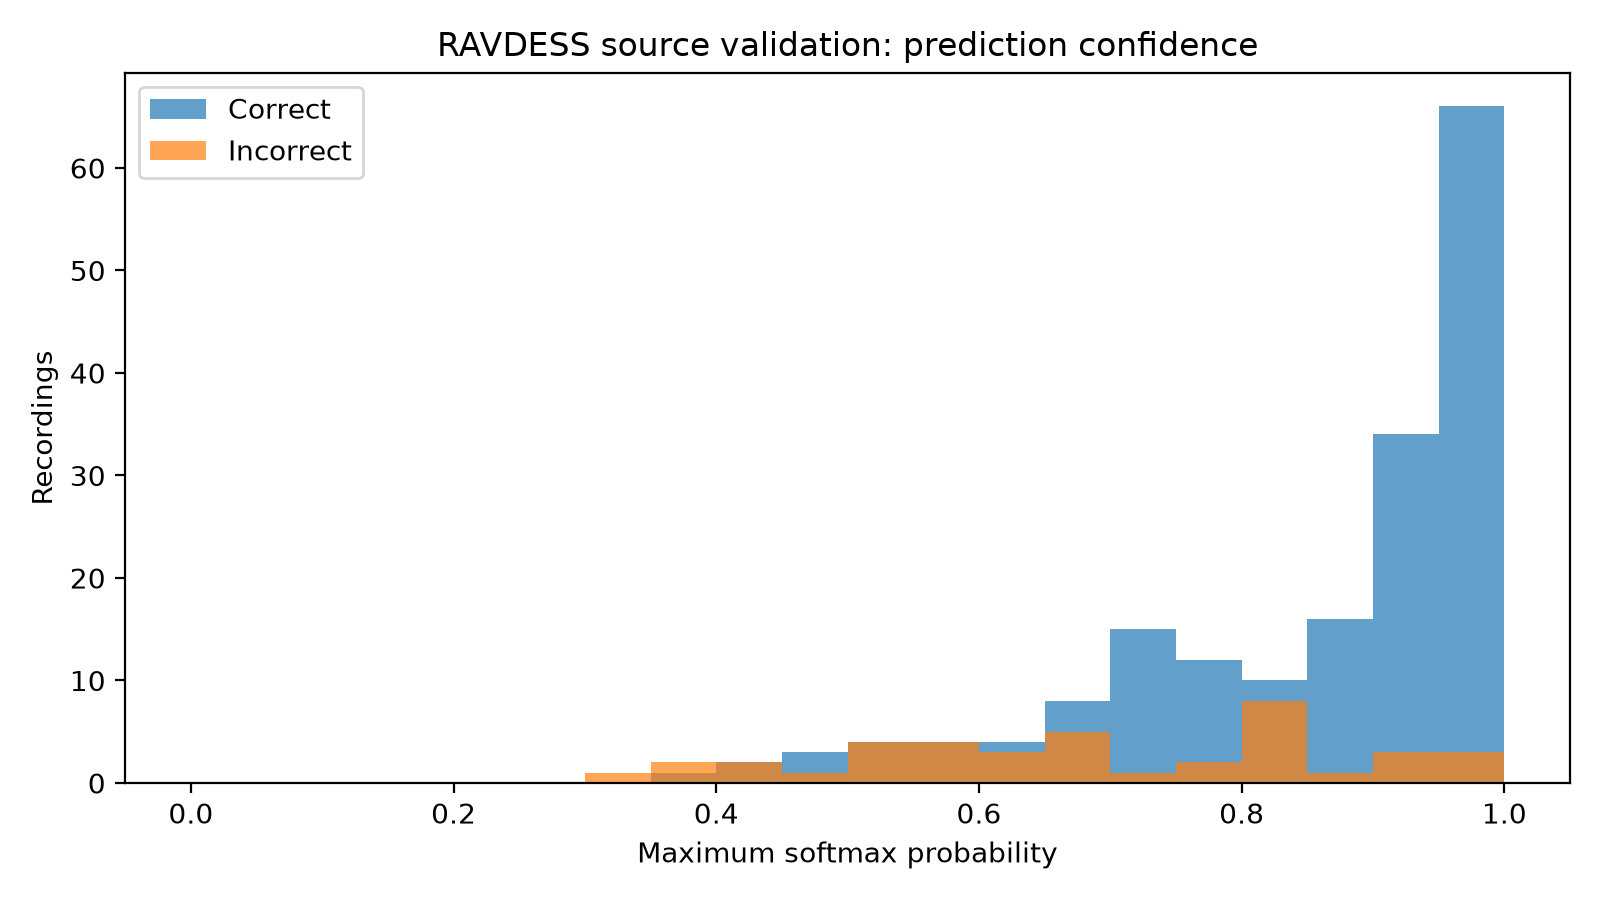 RAVDESS source validation: prediction confidence
Correct
Incorrect
Recordings
60
50
40
30
20
10
0
0.0 0.2 0.4 0.6 0.8 1.0
Maximum softmax probability